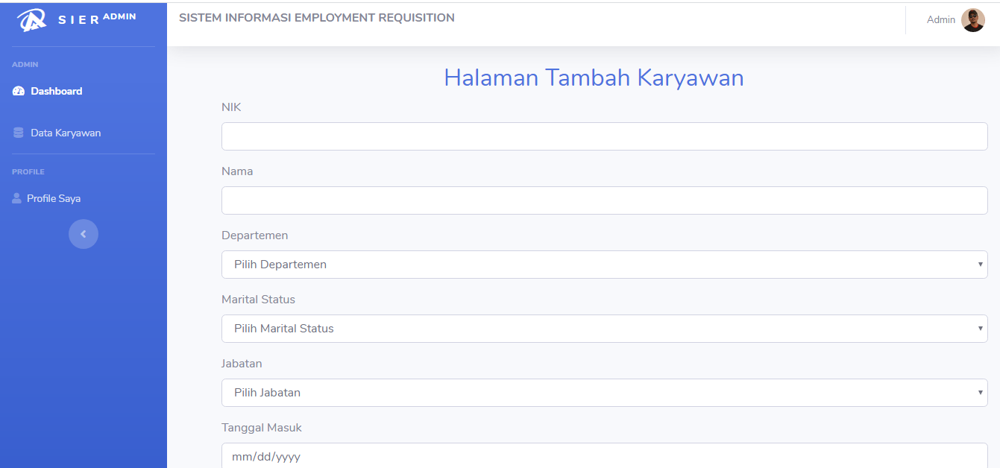 SIER ADMIN
SISTEM INFORMASI EMPLOYMENT REQUISITION
Admin
ADMIN
Dashboard
Data Karyawan
PROFILE
Profile Saya
Halaman Tambah Karyawan
NIK
Nama
Departemen
Pilih Departemen
Marital Status
Pilih Marital Status
Jabatan
Pilih Jabatan
Tanggal Masuk
mm/dd/yyyy